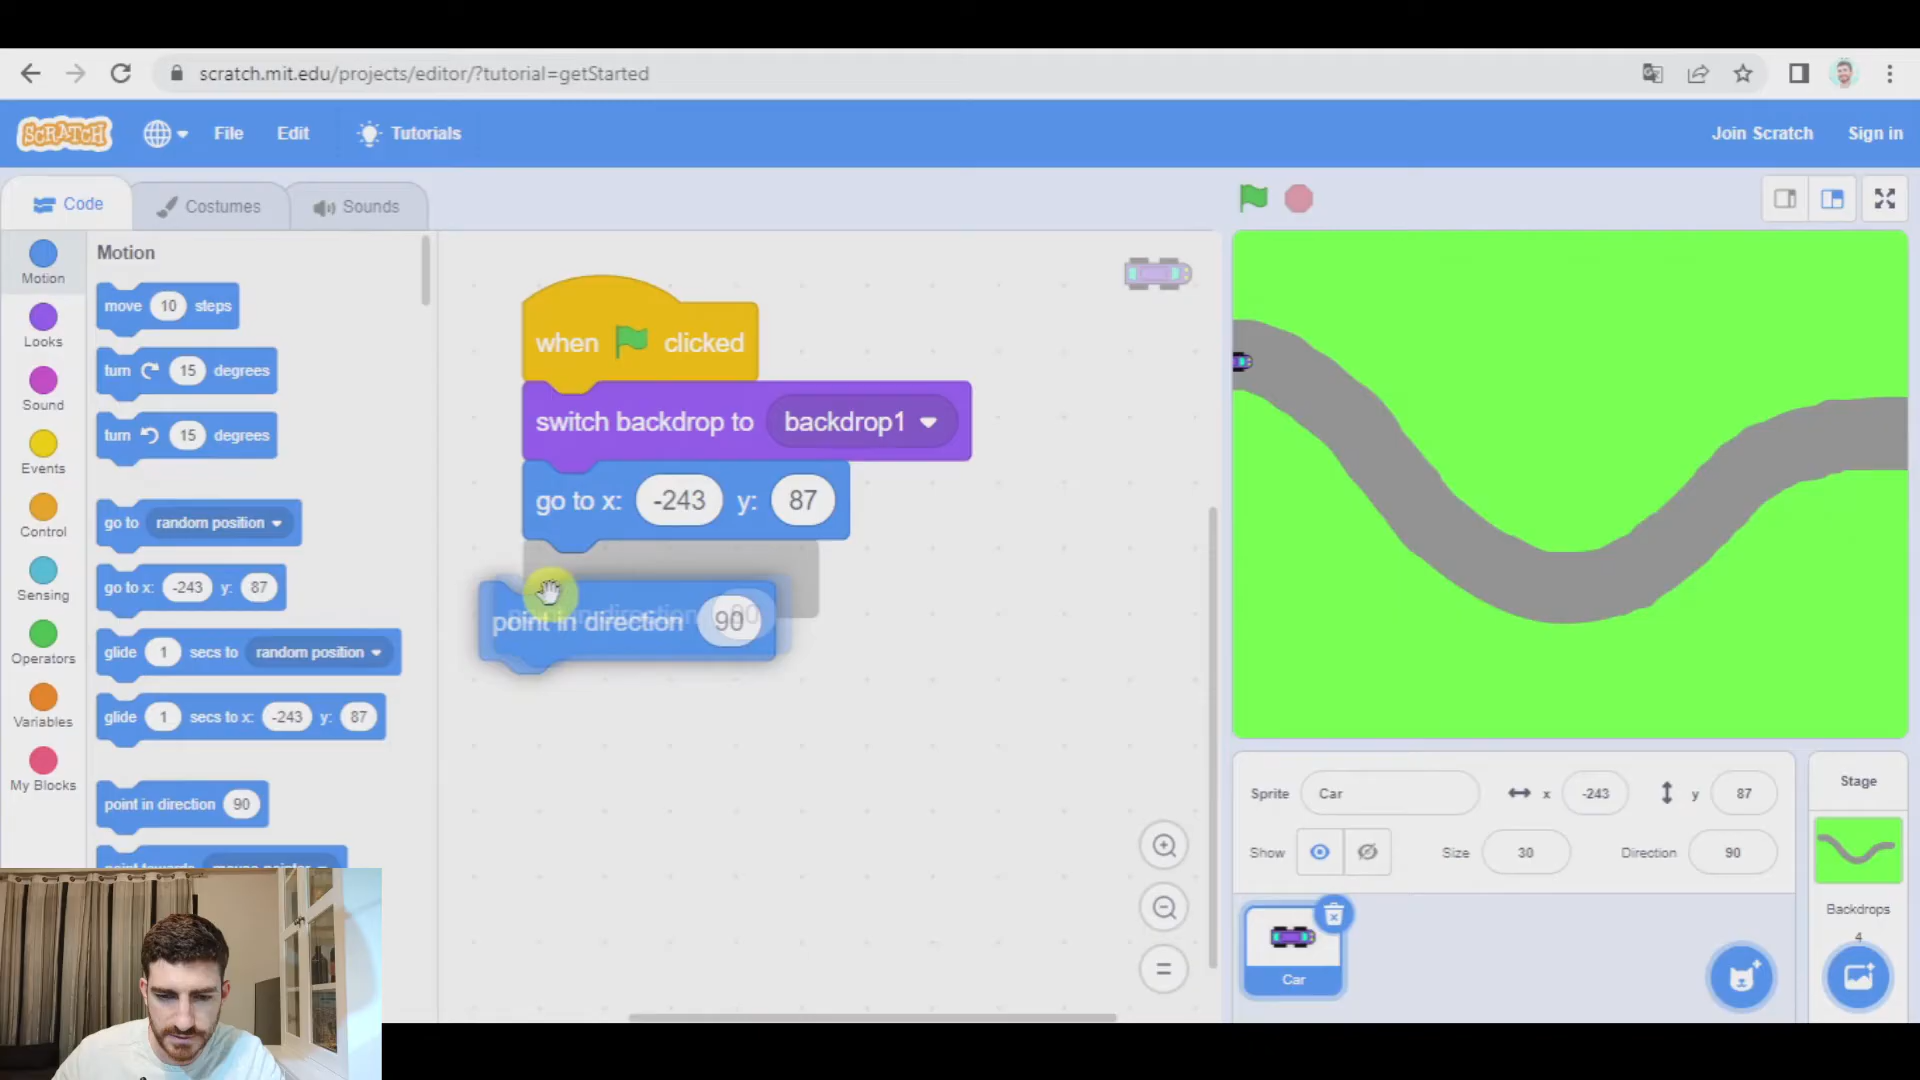 scratch.mit.edu/projects/editor/?tutorial=getStarted
SCRATCH File Edit Tutorials Join Scratch Sign in
Code Costumes Sounds
Motion
Looks
Sound
Events
Control
Sensing
Operators
Variables
My Blocks
Motion
move 10 steps
turn 15 degrees
turn 15 degrees
go to random position
go to x: -243 y: 87
glide 1 secs to random position
glide 1 secs to x: -243 y: 87
point in direction 90
point towards mouse-pointer
when clicked
switch backdrop to backdrop1
go to x: -243 y: 87
point in direction 90
Sprite Car x -243 y 87
Show Size 30 Direction 90
Car
Stage
Backdrops
4